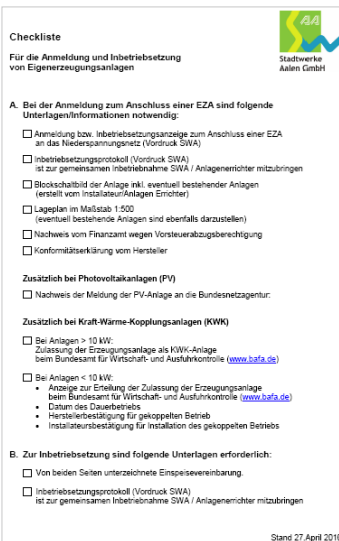 Checkliste
Für die Anmeldung und Inbetriebsetzung
von Eigenerzeugungsanlagen
Stadtwerke
Aalen GmbH
A. Bei der Anmeldung zum Anschluss einer EZA sind folgende
Unterlagen/Informationen notwendig:
Anmeldung bzw. Inbetriebsetzungsanzeige zum Anschluss einer EZA
an das Niederspannungsnetz (Vordruck SWA)
Inbetriebsetzungsprotokoll (Vordruck SWA)
ist zur gemeinsamen Inbetriebnahme SWA / Anlagenerrichter mitzubringen
Blockschaltbild der Anlage inkl. eventuell bestehender Anlagen
(erstellt vom Installateur/Anlagen Errichter)
Lageplan im Maßstab 1:500
(eventuell bestehende Anlagen sind ebenfalls darzustellen)
Nachweis vom Finanzamt wegen Vorsteuerabzugsberechtigung
Konformitätserklärung vom Hersteller
Zusätzlich bei Photovoltaikanlagen (PV)
Nachweis der Meldung der PV-Anlage an die Bundesnetzagentur:
Zusätzlich bei Kraft-Wärme-Kopplungsanlagen (KWK)
Bei Anlagen > 10 kW:
Zulassung der Erzeugungsanlage als KWK-Anlage
beim Bundesamt für Wirtschaft- und Ausfuhrkontrolle (www.bafa.de)
Bei Anlagen < 10 kW:
• Anzeige zur Erteilung der Zulassung der Erzeugungsanlage
beim Bundesamt für Wirtschaft- und Ausfuhrkontrolle (www.bafa.de)
• Datum des Dauerbetriebs
• Herstellerbestätigung für gekoppelten Betrieb
• Installateursbestätigung für Installation des gekoppelten Betriebs
B. Zur Inbetriebsetzung sind folgende Unterlagen erforderlich:
Von beiden Seiten unterzeichnete Einspeisevereinbarung.
Inbetriebsetzungsprotokoll (Vordruck SWA)
ist zur gemeinsamen Inbetriebnahme SWA / Anlagenerrichter mitzubringen
Stand 27.April 2010